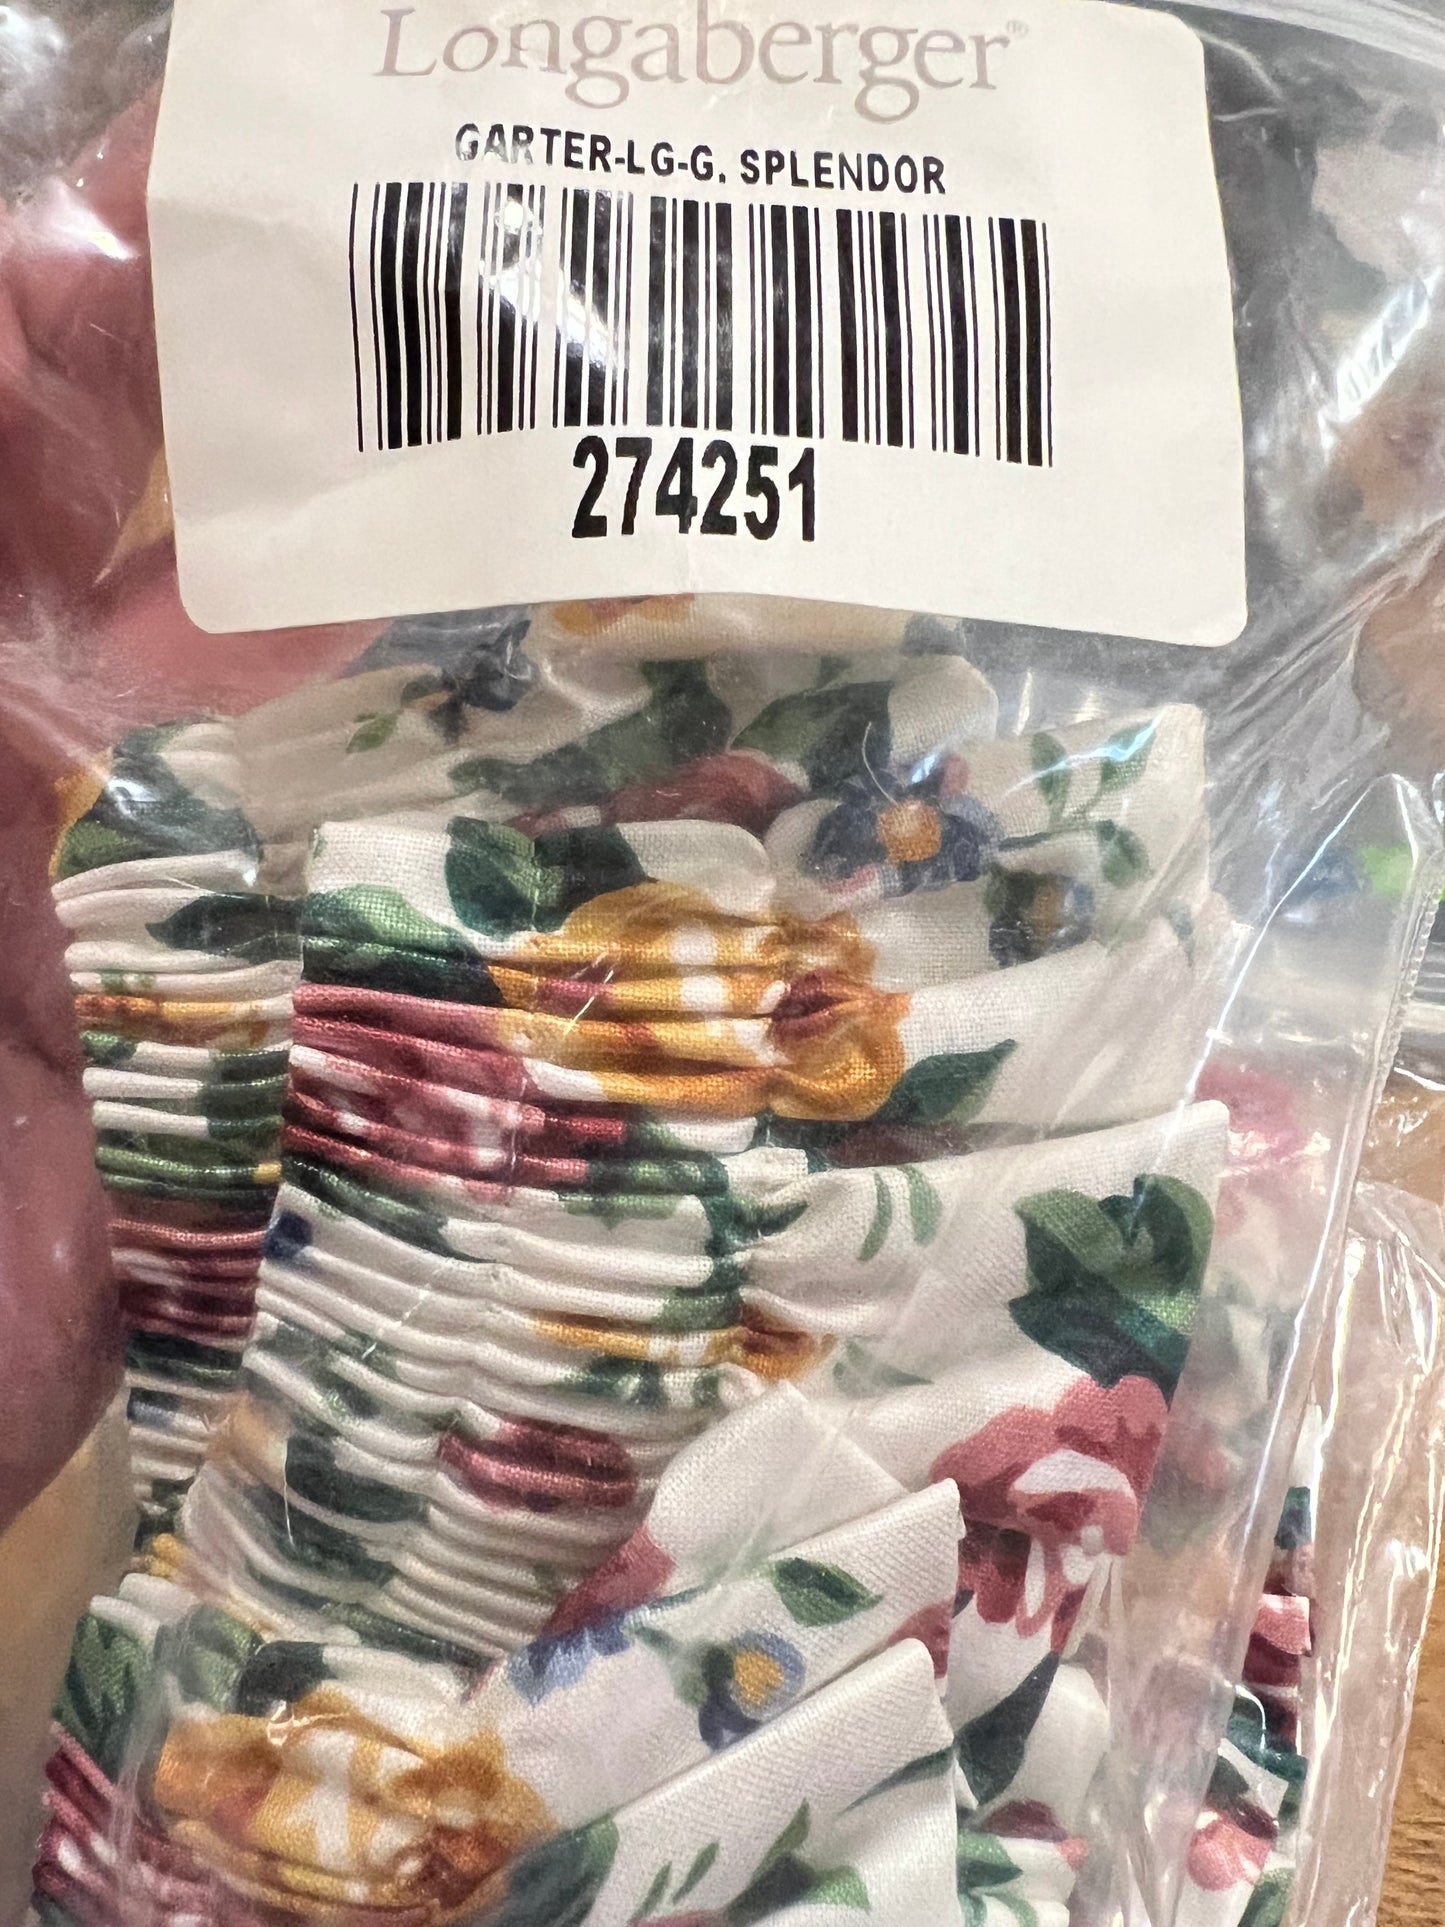 Longaberger®
GARTER-LG-G. SPLENDOR
274251